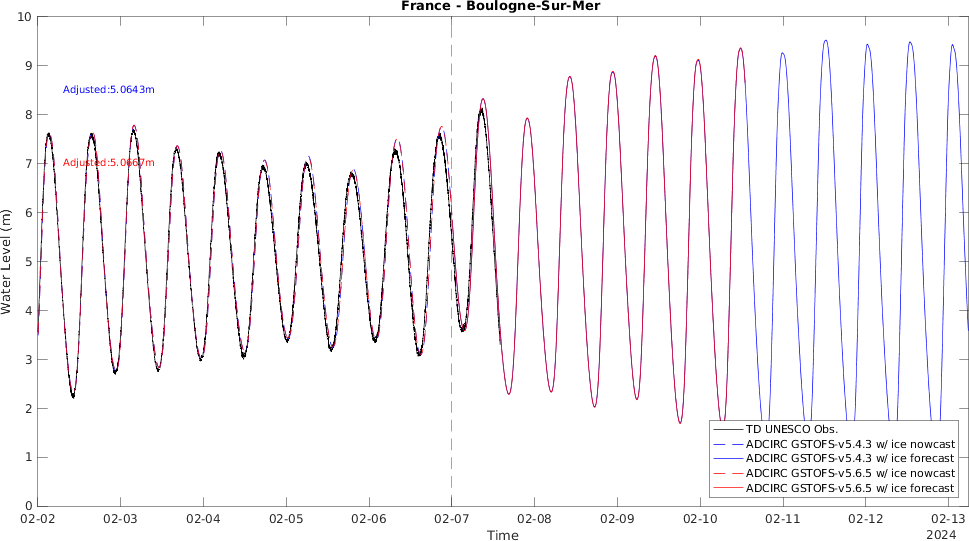 France - Boulogne-Sur-Mer
10
9
8
7
6
5
4
3
2
1
0
Water Level (m)
Adjusted:5.0643m
Adjusted:5.0667m
TD UNESCO Obs.
ADCIRC GSTOFS-v5.4.3 w/ ice nowcast
ADCIRC GSTOFS-v5.4.3 w/ ice forecast
ADCIRC GSTOFS-v5.6.5 w/ ice nowcast
ADCIRC GSTOFS-v5.6.5 w/ ice forecast
02-02 02-03 02-04 02-05 02-06 02-07 02-08 02-09 02-10 02-11 02-12 02-13
2024
Time